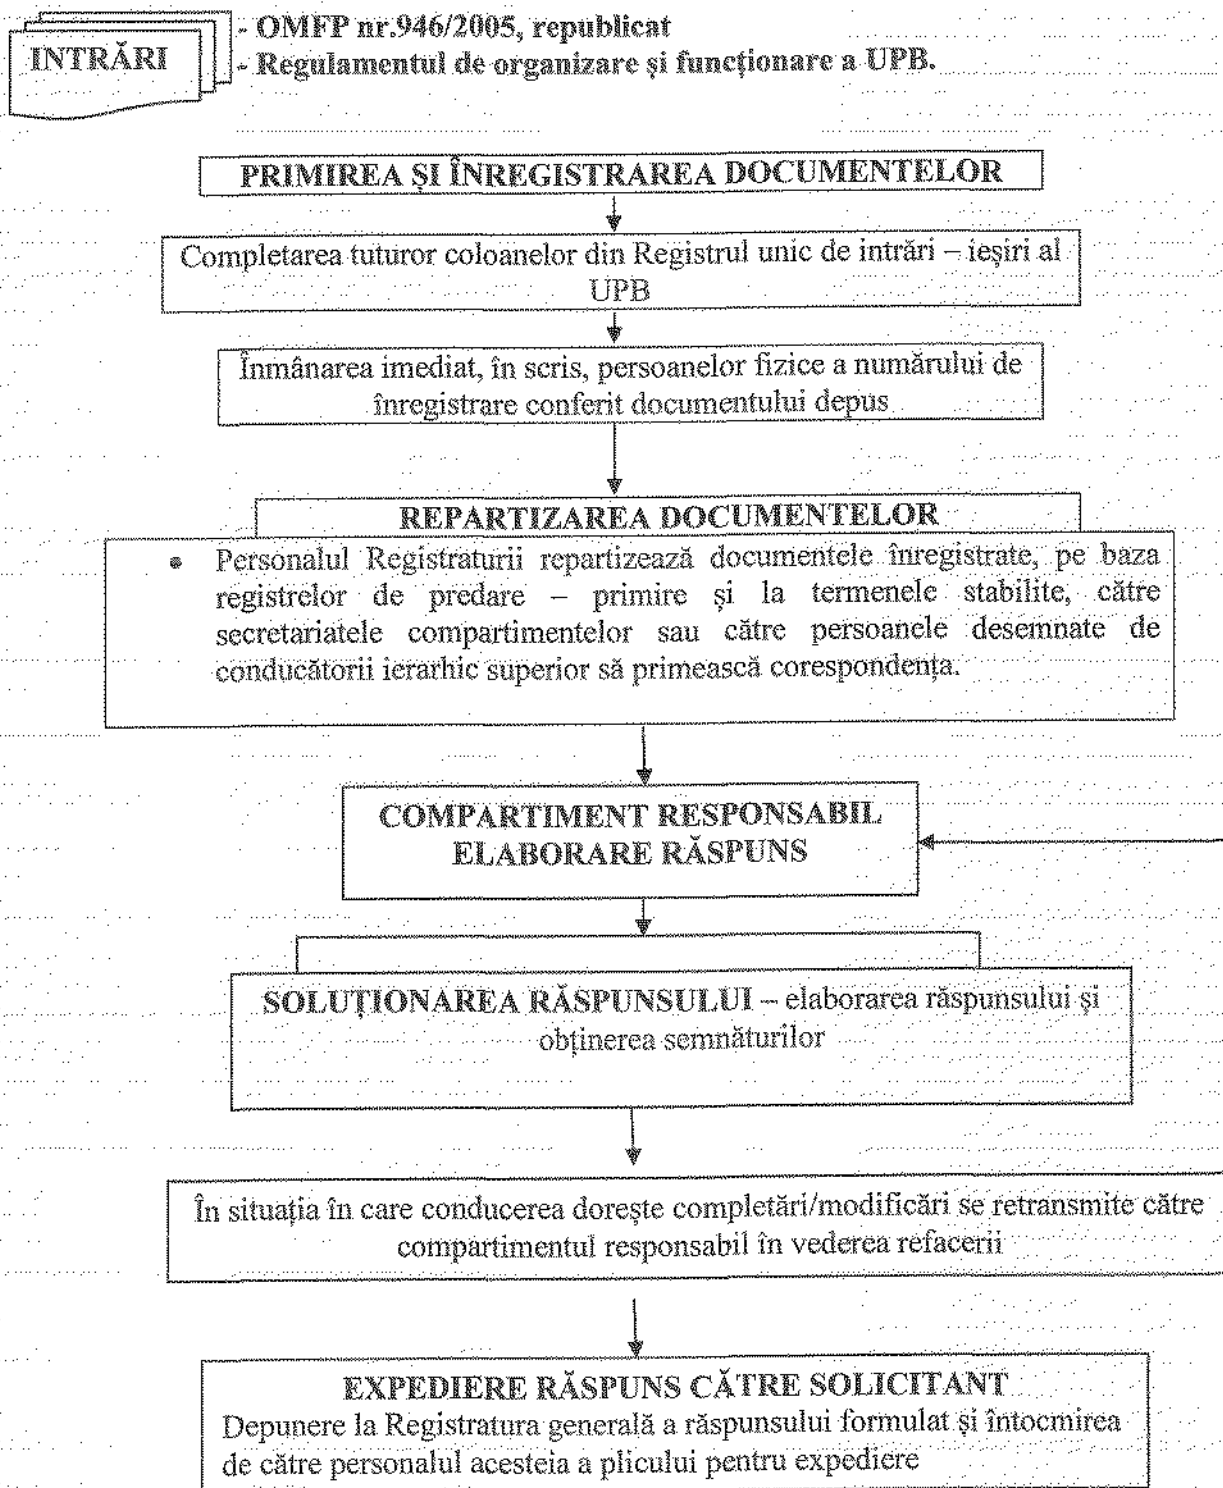 INTRĂRI
- OMFP nr.946/2005, republicat
- Regulamentul de organizare și funcționare a UPB.
PRIMIREA ȘI ÎNREGISTRAREA DOCUMENTELOR
Completarea tuturor coloanelor din Registrul unic de intrări – ieșiri al
UPB
Înmânarea imediat, în scris, persoanelor fizice a numărului de
înregistrare conferit documentului depus
REPARTIZAREA DOCUMENTELOR
• Personalul Registraturii repartizează documentele înregistrate, pe baza
registrelor de predare – primire și la termenele stabilite, către
secretariatele compartimentelor sau către persoanele desemnate de
conducătorii ierarhic superior să primească corespondența.
COMPARTIMENT RESPONSABIL
ELABORARE RĂSPUNS
SOLUȚIONAREA RĂSPUNSULUI – elaborarea răspunsului și
obținerea semnăturilor
În situația în care conducerea dorește completări/modificări se retransmite către
compartimentul responsabil în vederea refacerii
EXPEDIERE RĂSPUNS CĂTRE SOLICITANT
Depunere la Registratura generală a răspunsului formulat și întocmirea
de către personalul acesteia a plicului pentru expediere